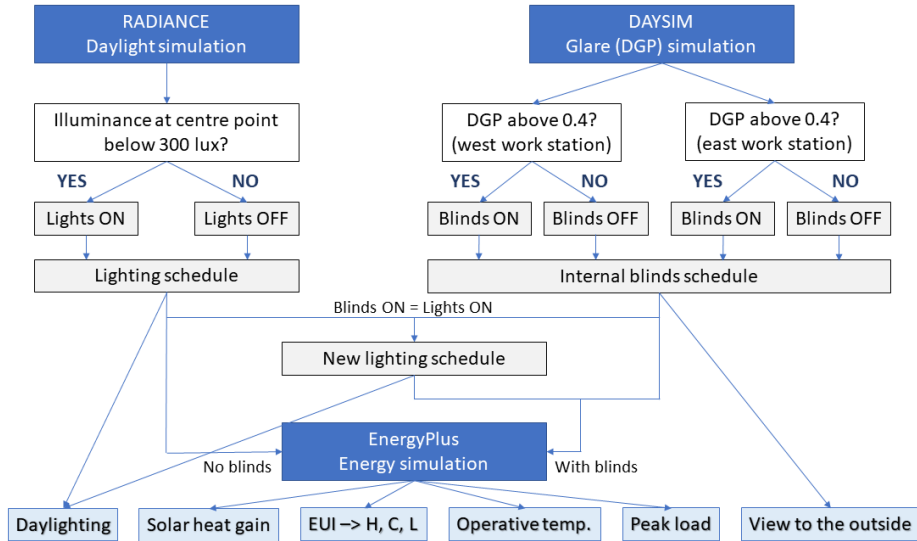 RADIANCE
Daylight simulation
DAYSIM
Glare (DGP) simulation
Illuminance at centre point
below 300 lux?
DGP above 0.4?
(west work station)
DGP above 0.4?
(east work station)
YES
NO
YES
NO
YES
NO
Lights ON
Lights OFF
Blinds ON
Blinds OFF
Blinds ON
Blinds OFF
Lighting schedule
Internal blinds schedule
Blinds ON = Lights ON
New lighting schedule
EnergyPlus
Energy simulation
No blinds
With blinds
Daylighting
Solar heat gain
EUI –> H, C, L
Operative temp.
Peak load
View to the outside